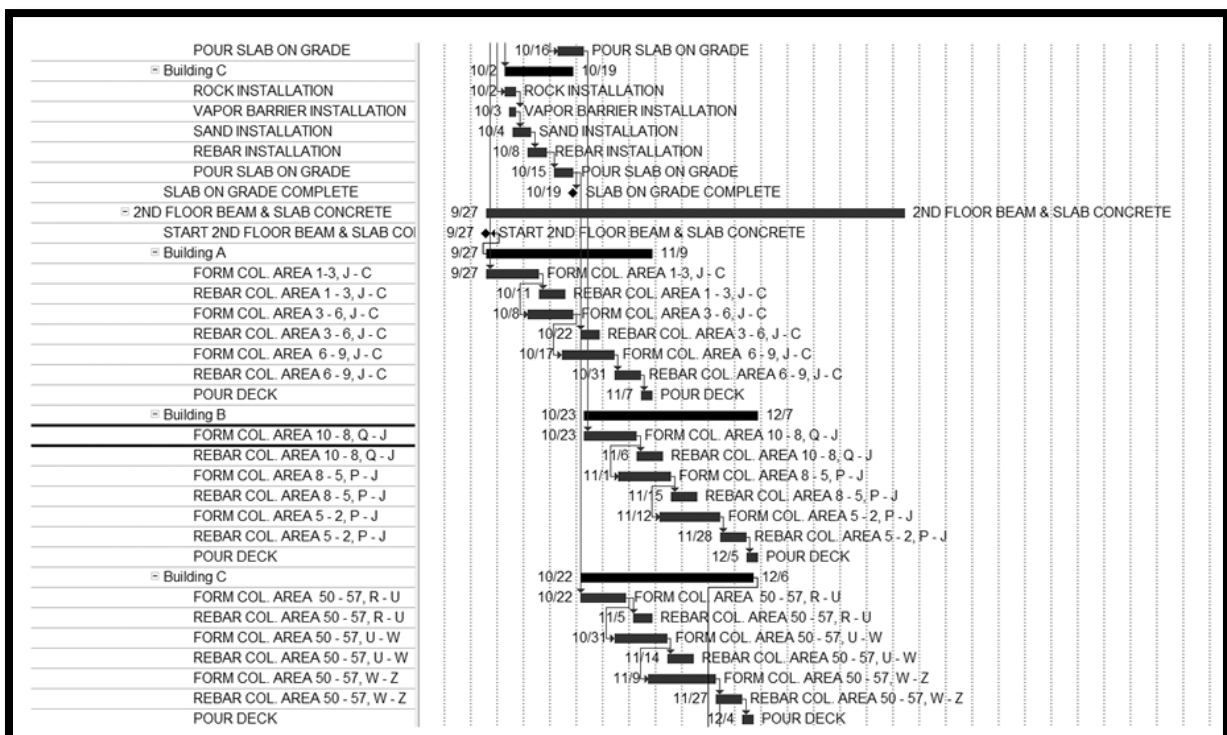 POUR SLAB ON GRADE 10/16 POUR SLAB ON GRADE
Building C 10/2 10/19
ROCK INSTALLATION 10/2 ROCK INSTALLATION
VAPOR BARRIER INSTALLATION 10/3 VAPOR BARRIER INSTALLATION
SAND INSTALLATION 10/4 SAND INSTALLATION
REBAR INSTALLATION 10/8 REBAR INSTALLATION
POUR SLAB ON GRADE 10/15 POUR SLAB ON GRADE
SLAB ON GRADE COMPLETE 10/19 SLAB ON GRADE COMPLETE
2ND FLOOR BEAM & SLAB CONCRETE 9/27 2ND FLOOR BEAM & SLAB CONCRETE
START 2ND FLOOR BEAM & SLAB CO 9/27 START 2ND FLOOR BEAM & SLAB CONCRETE
Building A 9/27 11/9
FORM COL. AREA 1-3, J - C 9/27 FORM COL. AREA 1-3, J - C
REBAR COL. AREA 1 - 3, J - C 10/11 REBAR COL. AREA 1 - 3, J - C
FORM COL. AREA 3 - 6, J - C 10/8 FORM COL. AREA 3 - 6, J - C
REBAR COL. AREA 3 - 6, J - C 10/22 REBAR COL. AREA 3 - 6, J - C
FORM COL. AREA 6 - 9, J - C 10/17 FORM COL. AREA 6 - 9, J - C
REBAR COL. AREA 6 - 9, J - C 10/31 REBAR COL. AREA 6 - 9, J - C
POUR DECK 11/7 POUR DECK
Building B 10/23 12/7
FORM COL. AREA 10 - 8, Q - J 10/23 FORM COL. AREA 10 - 8, Q - J
REBAR COL. AREA 10 - 8, Q - J 11/6 REBAR COL. AREA 10 - 8, Q - J
FORM COL. AREA 8 - 5, P - J 11/1 FORM COL. AREA 8 - 5, P - J
REBAR COL. AREA 8 - 5, P - J 11/15 REBAR COL. AREA 8 - 5, P - J
FORM COL. AREA 5 - 2, P - J 11/12 FORM COL. AREA 5 - 2, P - J
REBAR COL. AREA 5 - 2, P - J 11/28 REBAR COL. AREA 5 - 2, P - J
POUR DECK 12/5 POUR DECK
Building C 10/22 12/6
FORM COL. AREA 50 - 57, R - U 10/22 FORM COL. AREA 50 - 57, R - U
REBAR COL. AREA 50 - 57, R - U 11/5 REBAR COL. AREA 50 - 57, R - U
FORM COL. AREA 50 - 57, U - W 10/31 FORM COL. AREA 50 - 57, U - W
REBAR COL. AREA 50 - 57, U - W 11/14 REBAR COL. AREA 50 - 57, U - W
FORM COL. AREA 50 - 57, W - Z 11/9 FORM COL. AREA 50 - 57, W - Z
REBAR COL. AREA 50 - 57, W - Z 11/27 REBAR COL. AREA 50 - 57, W - Z
POUR DECK 12/4 POUR DECK